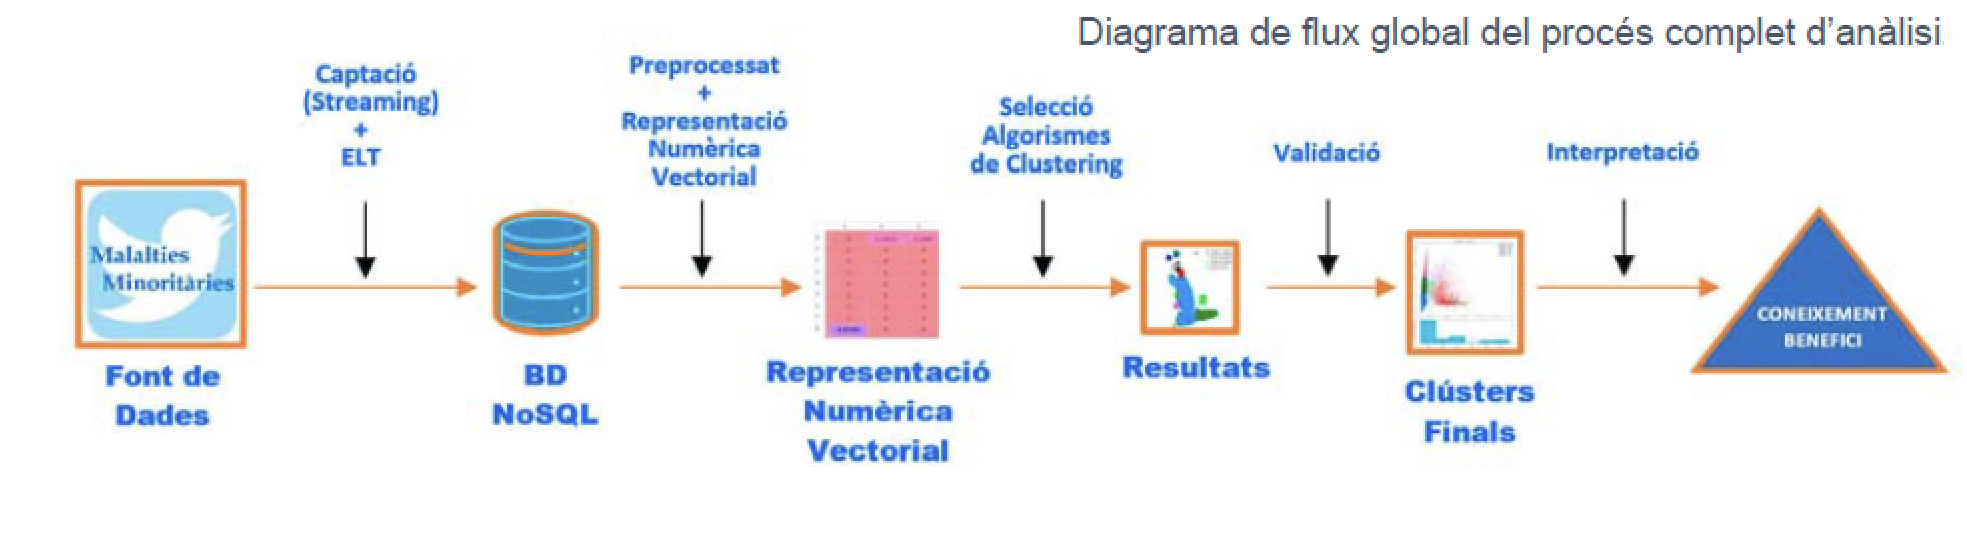 Diagrama de flux global del procés complet d'anàlisi
Captació
(Streaming)
+
ELT
Preprocessat
+
Representació
Numèrica
Vectorial
Selecció
Algorismes
de Clustering
Validació
Interpretació
Malalties
Minoritàries
CONEIXEMENT
BENEFICI
Font de
Dades
BD
NoSQL
Representació
Numèrica
Vectorial
Resultats
Clústers
Finals